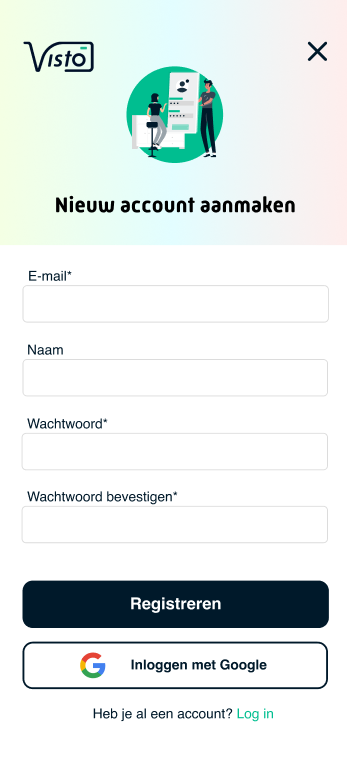 Visto
Nieuw account aanmaken
E-mail*
Naam
Wachtwoord*
Wachtwoord bevestigen*
Registreren
Inloggen met Google
Heb je al een account? Log in